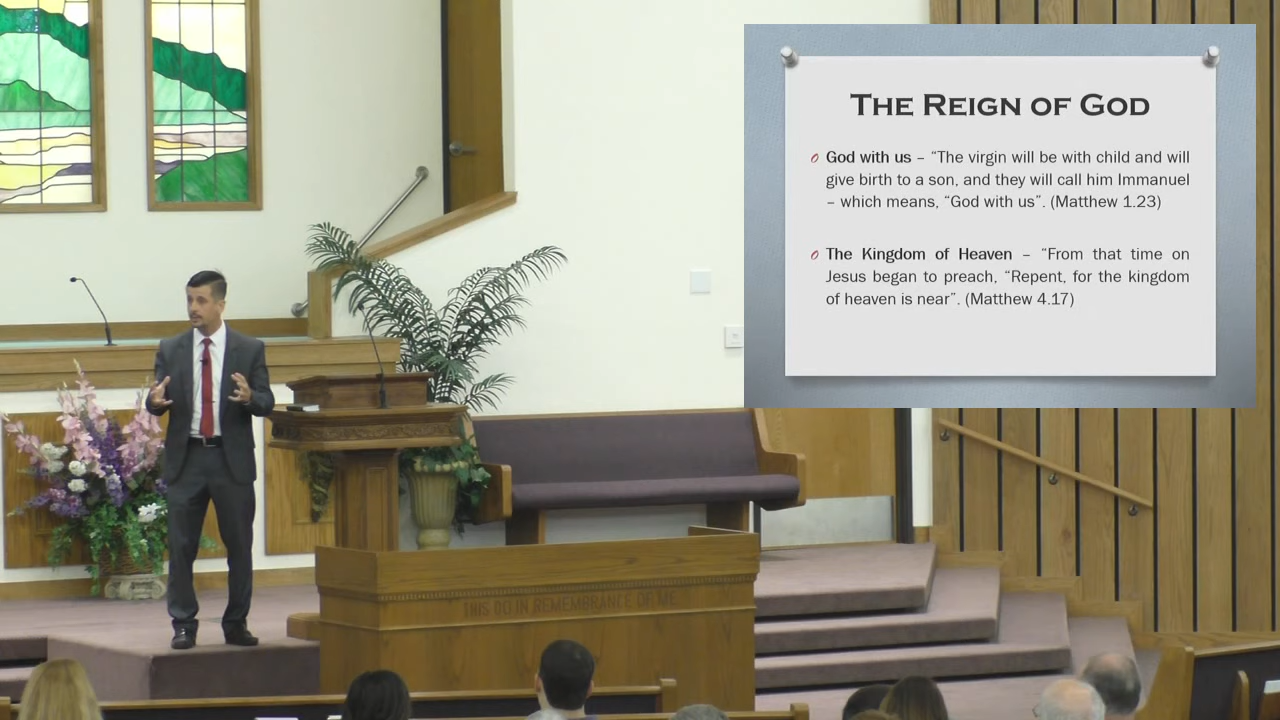 THE REIGN OF GOD
God with us – “The virgin will be with child and will
give birth to a son, and they will call him Immanuel
– which means, “God with us”. (Matthew 1.23)
The Kingdom of Heaven – “From that time on
Jesus began to preach, “Repent, for the kingdom
of heaven is near”. (Matthew 4.17)
THIS DO IN REMEMBRANCE OF ME